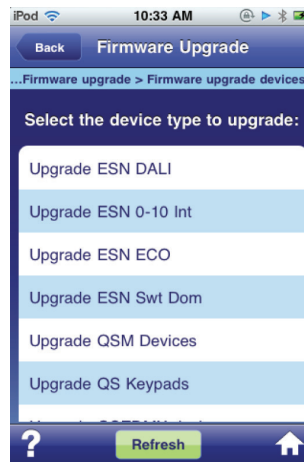 iPod 10:33 AM
Back Firmware Upgrade
...Firmware upgrade > Firmware upgrade devices
Select the device type to upgrade:
Upgrade ESN DALI
Upgrade ESN 0-10 Int
Upgrade ESN ECO
Upgrade ESN Swt Dom
Upgrade QSM Devices
Upgrade QS Keypads
? Refresh